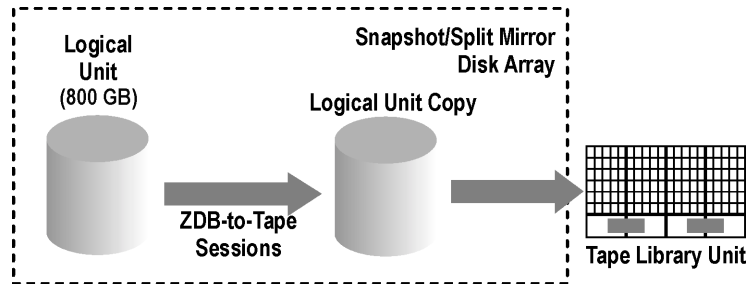 Logical
Unit
(800 GB)
Snapshot/Split Mirror
Disk Array
Logical Unit Copy
ZDB-to-Tape
Sessions
Tape Library Unit